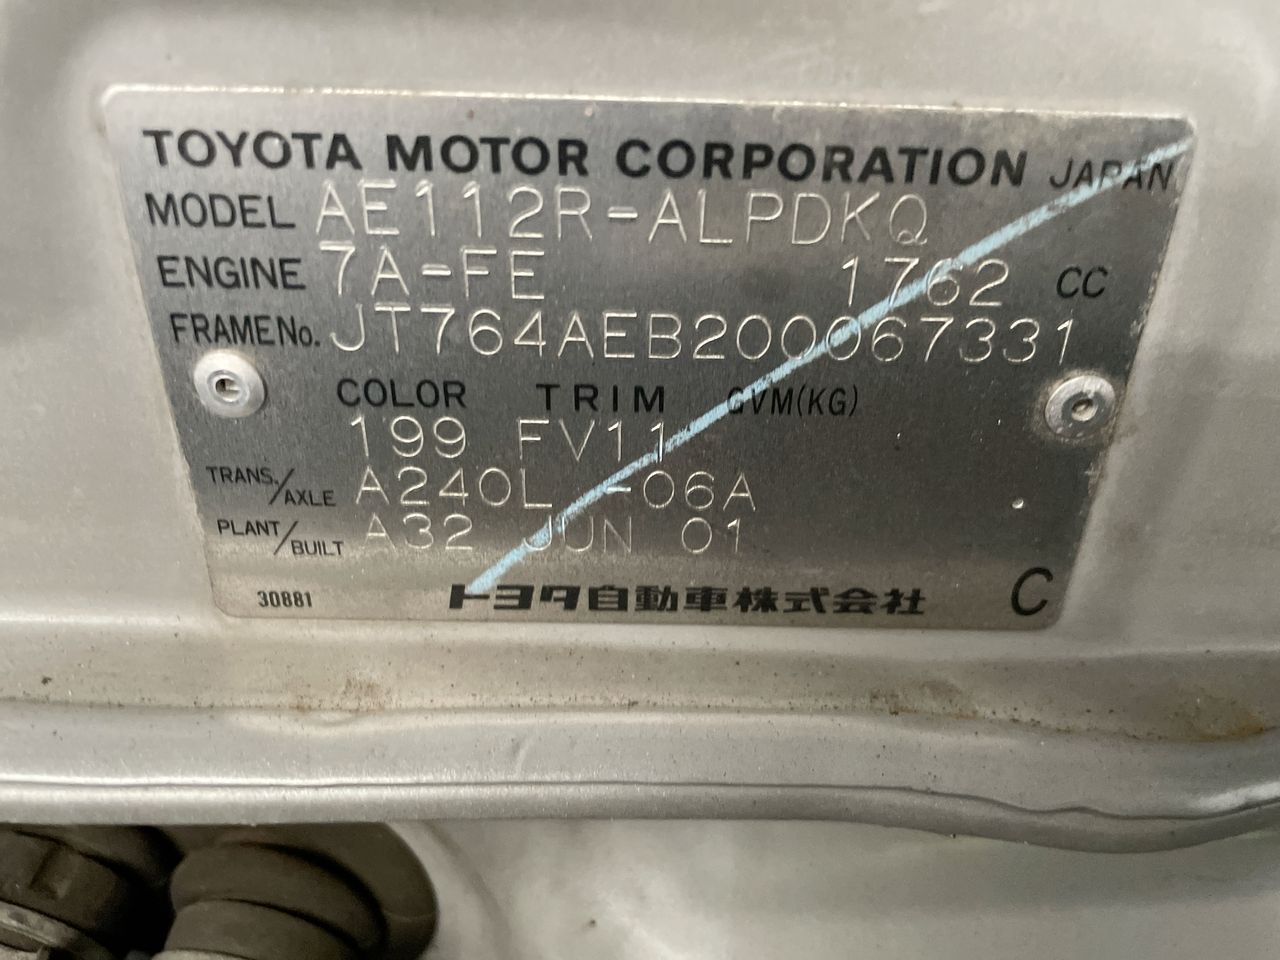 TOYOTA MOTOR CORPORATION JAPAN
MODEL AE112R-ALPDKQ
ENGINE 7A-FE 1762 CC
FRAME No. JT764AEB200067331
COLOR TRIM GVM(KG)
199 FV11
TRANS./AXLE A240L -06A
PLANT/BUILT A32 JUN 01
30881 トヨタ自動車株式会社 C